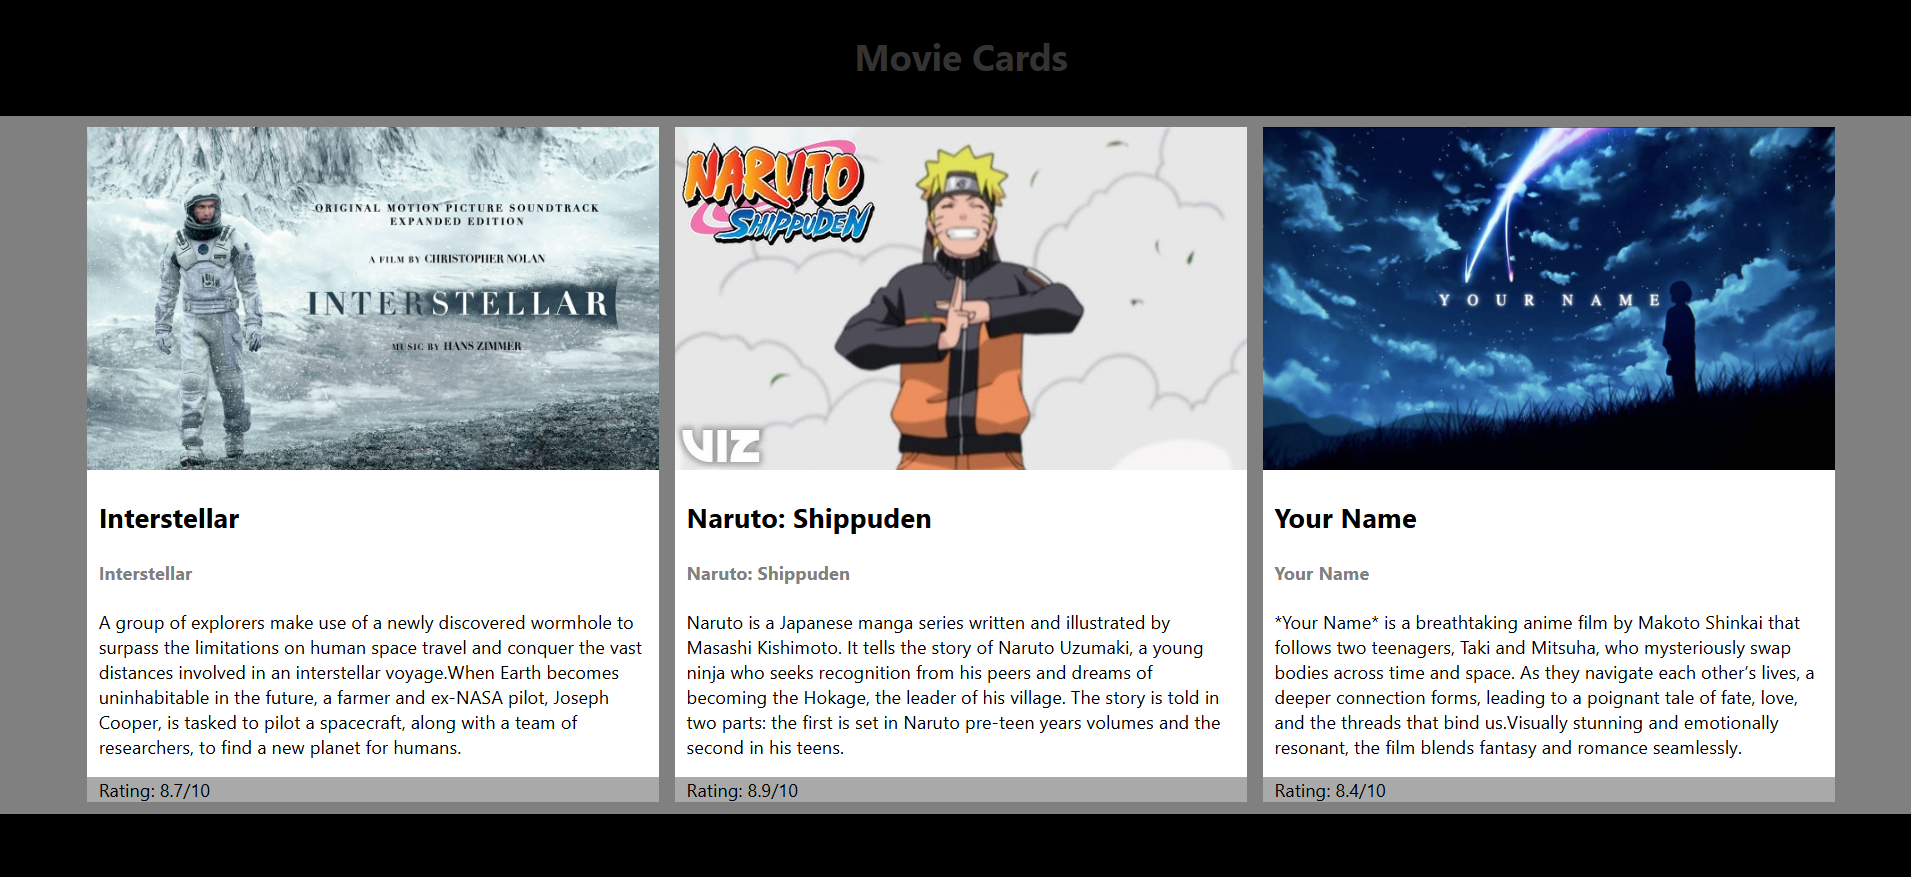 Movie Cards
ORIGINAL MOTION PICTURE SOUNDTRACK
EXPANDED EDITION
A FILM BY CHRISTOPHER NOLAN
INTERSTELLAR
MUSIC BY HANS ZIMMER
Interstellar
Interstellar
A group of explorers make use of a newly discovered wormhole to
surpass the limitations on human space travel and conquer the vast
distances involved in an interstellar voyage.When Earth becomes
uninhabitable in the future, a farmer and ex-NASA pilot, Joseph
Cooper, is tasked to pilot a spacecraft, along with a team of
researchers, to find a new planet for humans.
Rating: 8.7/10
NARUTO
SHIPPUDEN
VIZ
Naruto: Shippuden
Naruto: Shippuden
Naruto is a Japanese manga series written and illustrated by
Masashi Kishimoto. It tells the story of Naruto Uzumaki, a young
ninja who seeks recognition from his peers and dreams of
becoming the Hokage, the leader of his village. The story is told in
two parts: the first is set in Naruto pre-teen years volumes and the
second in his teens.
Rating: 8.9/10
YOUR NAME
Your Name
Your Name
*Your Name* is a breathtaking anime film by Makoto Shinkai that
follows two teenagers, Taki and Mitsuha, who mysteriously swap
bodies across time and space. As they navigate each other’s lives, a
deeper connection forms, leading to a poignant tale of fate, love,
and the threads that bind us.Visually stunning and emotionally
resonant, the film blends fantasy and romance seamlessly.
Rating: 8.4/10